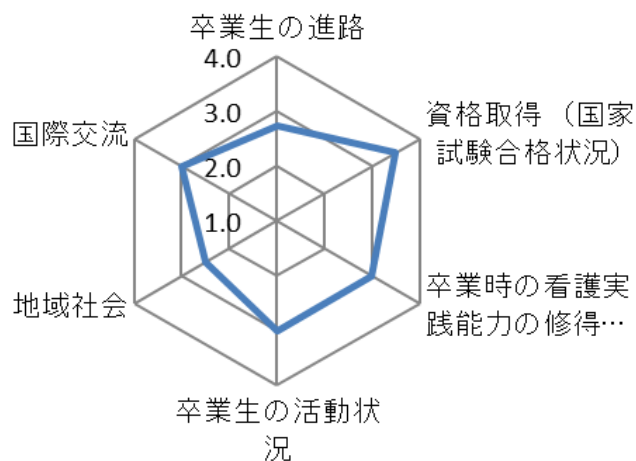 卒業生の進路
4.0
3.0
2.0
1.0
資格取得（国家
試験合格状況）
卒業時の看護実
践能力の修得…
卒業生の活動状
況
地域社会
国際交流